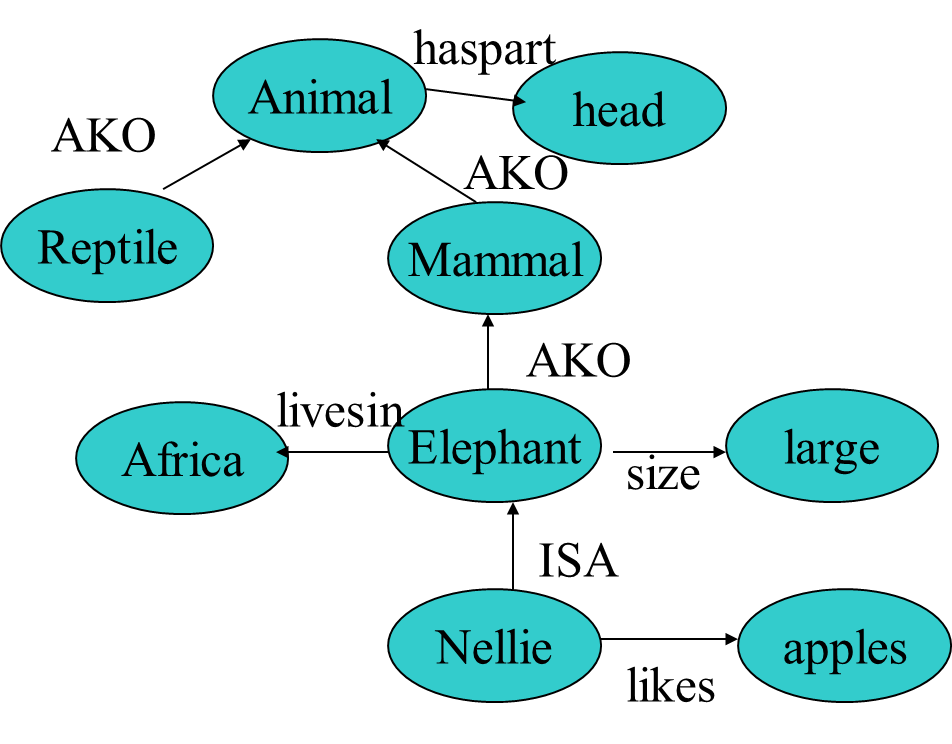 haspart
Animal
head
AKO
AKO
Reptile
Mammal
AKO
livesin
Africa
Elephant
large
size
ISA
Nellie
apples
likes